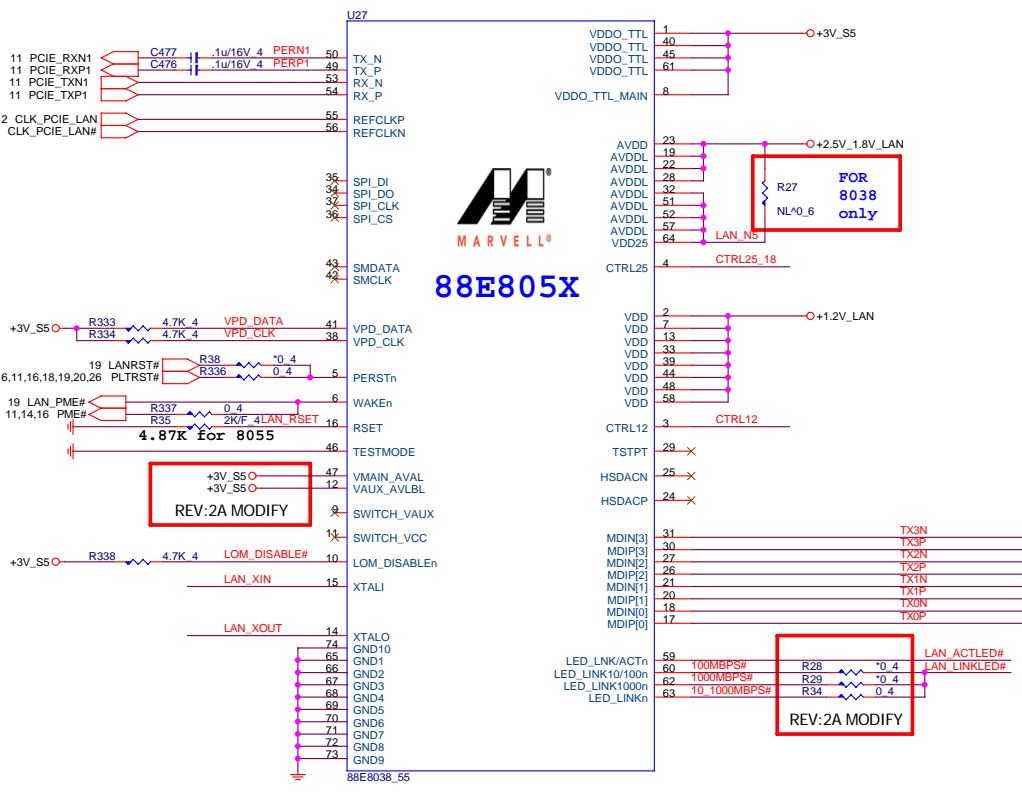 U27
11 PCIE_RXN1 C477 .1u/16V_4 PERN1 50 TX_N
11 PCIE_RXP1 C476 .1u/16V_4 PERP1 49 TX_P
11 PCIE_TXN1 53 RX_N
11 PCIE_TXP1 54 RX_P
2 CLK_PCIE_LAN 55 REFCLKP
CLK_PCIE_LAN# 56 REFCLKN
35 SPI_DI
34 SPI_DO
37 SPI_CLK
36 SPI_CS
43 SMDATA
42 SMCLK
+3V_S5 R333 4.7K_4 VPD_DATA 41 VPD_DATA
R334 4.7K_4 VPD_CLK 38 VPD_CLK
19 LANRST# R38 *0_4
6,11,16,18,19,20,26 PLTRST# R336 0_4 5 PERSTn
19 LAN_PME# 6 WAKEn
11,14,16 PME# R337 0_4
R35 2K/F_4 LAN_RSET 16 RSET
4.87K for 8055
46 TESTMODE
+3V_S5 47 VMAIN_AVAL
+3V_S5 12 VAUX_AVLBL
REV:2A MODIFY
9 SWITCH_VAUX
11 SWITCH_VCC
+3V_S5 R338 4.7K_4 LOM_DISABLE# 10 LOM_DISABLEn
LAN_XIN 15 XTALI
LAN_XOUT 14 XTALO
74 GND10
65 GND1
66 GND2
67 GND3
68 GND4
69 GND5
70 GND6
71 GND7
72 GND8
73 GND9
88E8038_55
MARVELL®
88E805X
VDDO_TTL 1 +3V_S5
VDDO_TTL 40
VDDO_TTL 45
VDDO_TTL 61
VDDO_TTL_MAIN 8
AVDD 23 +2.5V_1.8V_LAN
AVDDL 19
AVDDL 22
AVDDL 28
AVDDL 32
AVDDL 51
AVDDL 52
AVDDL 57
VDD25 64 LAN_N5
R27
NL^0_6
FOR
8038
only
CTRL25 4 CTRL25_18
VDD 2 +1.2V_LAN
VDD 7
VDD 13
VDD 33
VDD 39
VDD 44
VDD 48
VDD 58
CTRL12 3 CTRL12
TSTPT 29
HSDACN 25
HSDACP 24
MDIN[3] 31 TX3N
MDIP[3] 30 TX3P
MDIN[2] 27 TX2N
MDIP[2] 26 TX2P
MDIN[1] 21 TX1N
MDIP[1] 20 TX1P
MDIN[0] 18 TX0N
MDIP[0] 17 TX0P
LED_LNK/ACTn 59 LAN_ACTLED#
LED_LINK10/100n 60 100MBPS# R28 *0_4 LAN_LINKLED#
LED_LINK1000n 62 1000MBPS# R29 *0_4
LED_LINKn 63 10_1000MBPS# R34 0_4
REV:2A MODIFY